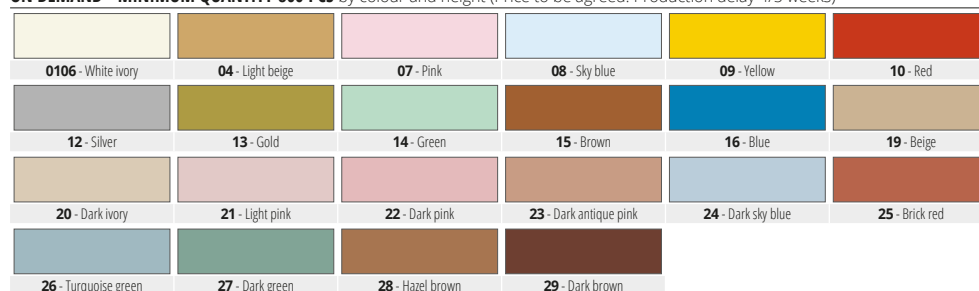 ON DEMAND - MINIMUM QUANTITY 600 PCS by colour and height (Price to be agreed. Production delay 4/5 weeks)
0106 - White ivory
04 - Light beige
07 - Pink
08 - Sky blue
09 - Yellow
10 - Red
12 - Silver
13 - Gold
14 - Green
15 - Brown
16 - Blue
19 - Beige
20 - Dark ivory
21 - Light pink
22 - Dark pink
23 - Dark antique pink
24 - Dark sky blue
25 - Brick red
26 - Turquoise green
27 - Dark green
28 - Hazel brown
29 - Dark brown